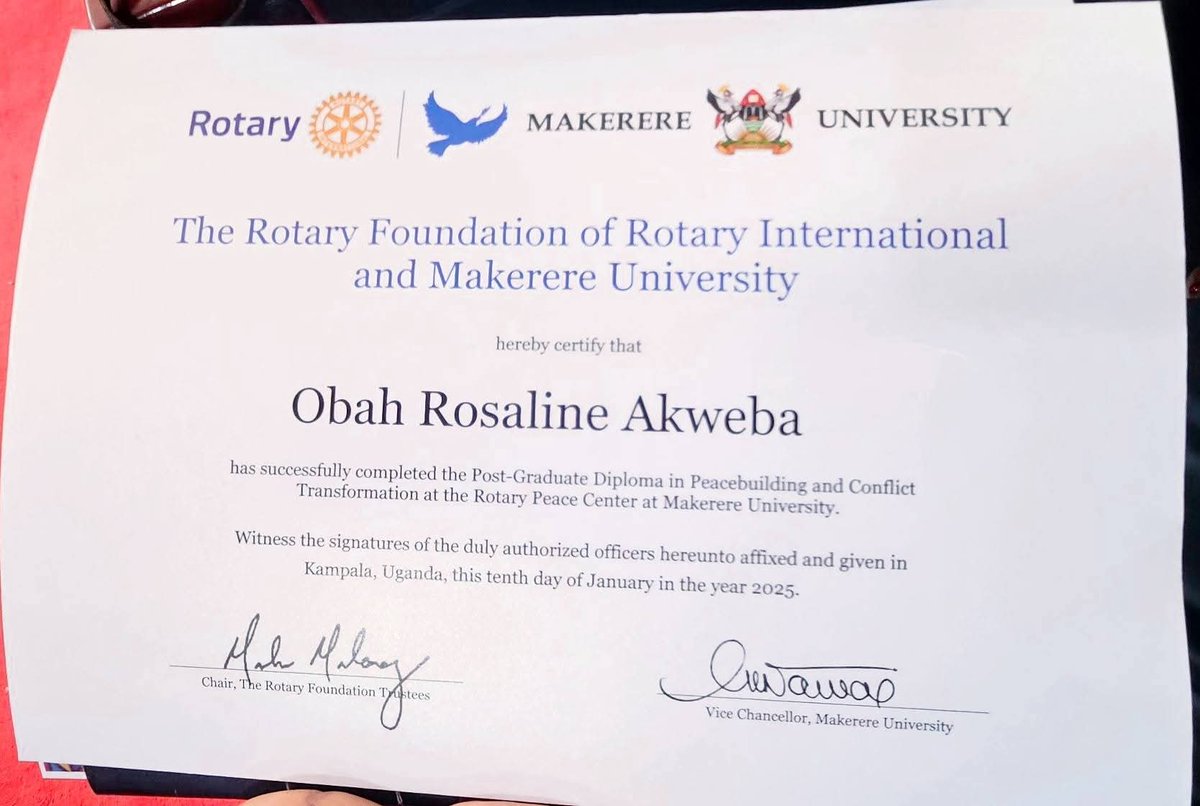 Rotary MAKERERE UNIVERSITY
The Rotary Foundation of Rotary International
and Makerere University
hereby certify that
Obah Rosaline Akweba
has successfully completed the Post-Graduate Diploma in Peacebuilding and Conflict
Transformation at the Rotary Peace Center at Makerere University.
Witness the signatures of the duly authorized officers hereunto affixed and given in
Kampala, Uganda, this tenth day of January in the year 2025.
Chair, The Rotary Foundation Trustees
Vice Chancellor, Makerere University